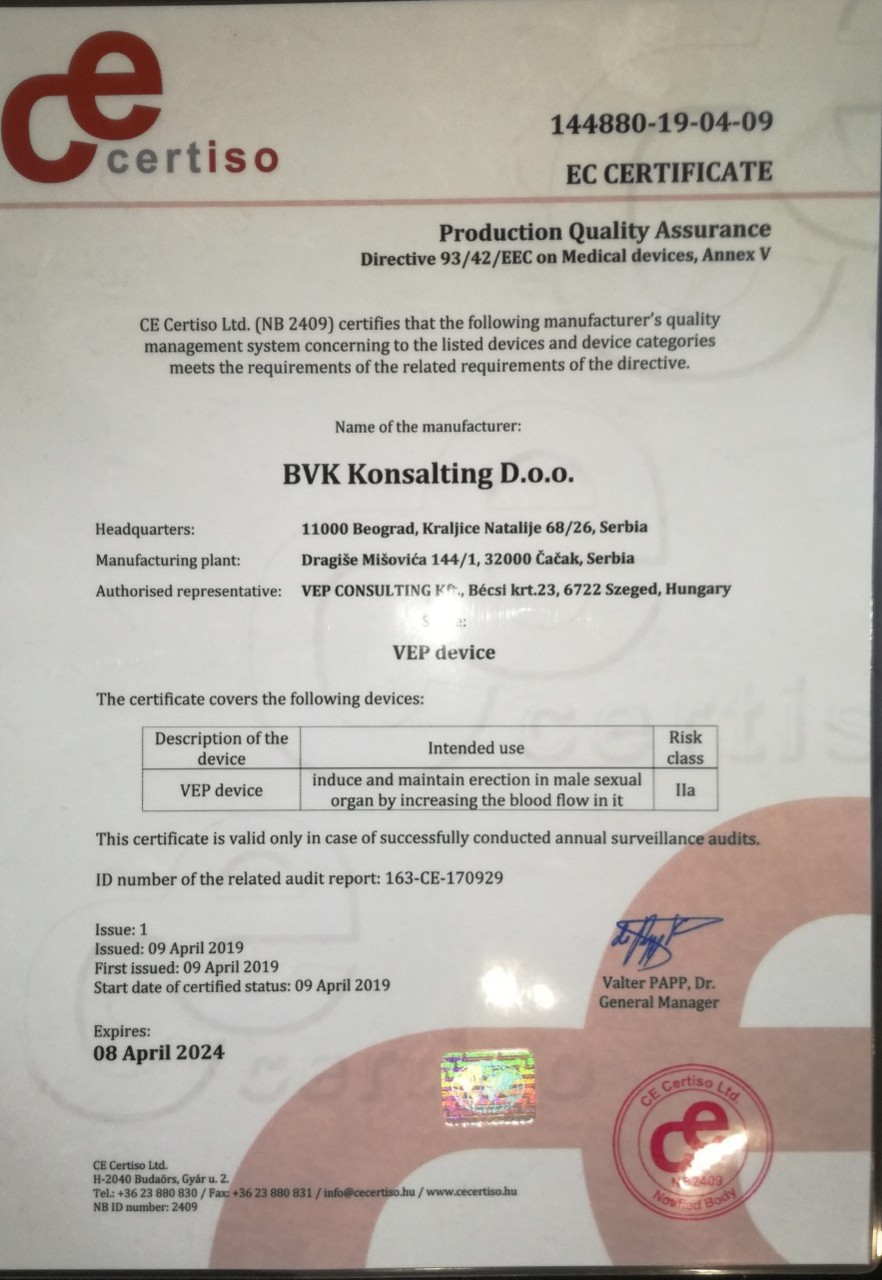 ce
certiso
144880-19-04-09
EC CERTIFICATE
Production Quality Assurance
Directive 93/42/EEC on Medical devices, Annex V
CE Certiso Ltd. (NB 2409) certifies that the following manufacturer's quality
management system concerning to the listed devices and device categories
meets the requirements of the related requirements of the directive.
Name of the manufacturer:
BVK Konsalting D.o.o.
Headquarters: 11000 Beograd, Kraljice Natalije 68/26, Serbia
Manufacturing plant: Dragiše Mišovića 144/1, 32000 Čačak, Serbia
Authorised representative: VEP CONSULTING Kft., Bécsi krt.23, 6722 Szeged, Hungary
VEP device
The certificate covers the following devices:
Description of the device Intended use Risk class
VEP device induce and maintain erection in male sexual organ by increasing the blood flow in it IIa
This certificate is valid only in case of successfully conducted annual surveillance audits.
ID number of the related audit report: 163-CE-170929
Issue: 1
Issued: 09 April 2019
First issued: 09 April 2019
Start date of certified status: 09 April 2019
Valter PAPP, Dr.
General Manager
Expires:
08 April 2024
CE Certiso Ltd.
ce
NB 2409
Notified Body
CE Certiso Ltd.
H-2040 Budaörs, Gyár u. 2.
Tel.: +36 23 880 830 / Fax: +36 23 880 831 / info@cecertiso.hu / www.cecertiso.hu
NB ID number: 2409